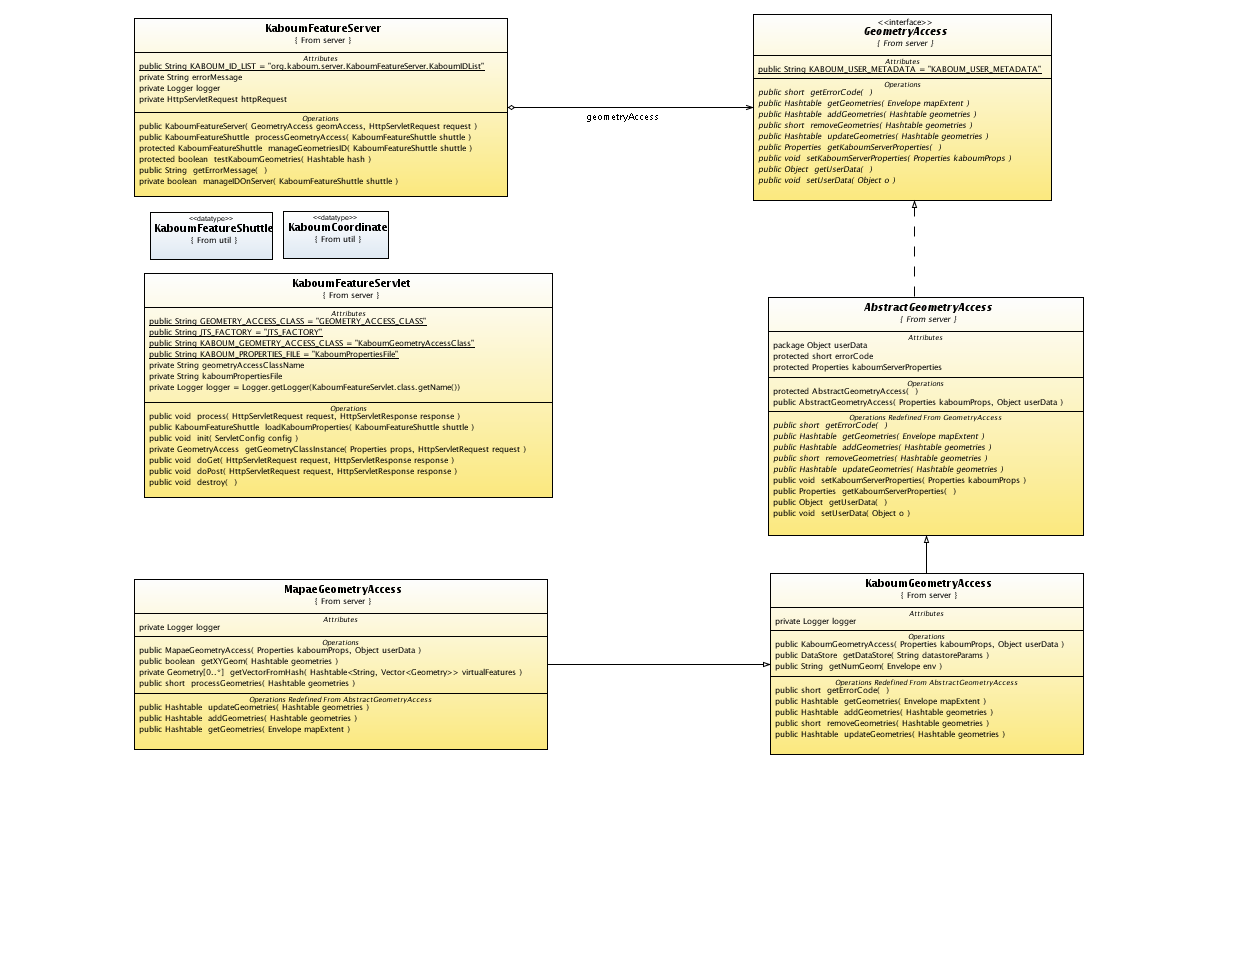 KaboumFeatureServer
{ From server }
Attributes
public String KABOUM_ID_LIST = "org.kaboum.server.KaboumFeatureServer.KaboumIDList"
private String errorMessage
private Logger logger
private HttpServletRequest httpRequest
Operations
public KaboumFeatureServer( GeometryAccess geomAccess, HttpServletRequest request )
public KaboumFeatureShuttle processGeometryAccess( KaboumFeatureShuttle shuttle )
protected KaboumFeatureShuttle manageGeometriesID( KaboumFeatureShuttle shuttle )
protected boolean testKaboumGeometries( Hashtable hash )
public String getErrorMessage( )
private boolean manageIDOnServer( KaboumFeatureShuttle shuttle )
geometryAccess
<<interface>>
GeometryAccess
{ From server }
Attributes
public String KABOUM_USER_METADATA = "KABOUM_USER_METADATA"
Operations
public short getErrorCode( )
public Hashtable getGeometries( Envelope mapExtent )
public Hashtable addGeometries( Hashtable geometries )
public short removeGeometries( Hashtable geometries )
public Hashtable updateGeometries( Hashtable geometries )
public Properties getKaboumServerProperties( )
public void setKaboumServerProperties( Properties kaboumProps )
public Object getUserData( )
public void setUserData( Object o )
<<datatype>>
KaboumFeatureShuttle
{ From util }
<<datatype>>
KaboumCoordinate
{ From util }
KaboumFeatureServlet
{ From server }
Attributes
public String GEOMETRY_ACCESS_CLASS = "GEOMETRY_ACCESS_CLASS"
public String JTS_FACTORY = "JTS_FACTORY"
public String KABOUM_GEOMETRY_ACCESS_CLASS = "KaboumGeometryAccessClass"
public String KABOUM_PROPERTIES_FILE = "KaboumPropertiesFile"
private String geometryAccessClassName
private String kaboumPropertiesFile
private Logger logger = Logger.getLogger(KaboumFeatureServlet.class.getName())
Operations
public void process( HttpServletRequest request, HttpServletResponse response )
public KaboumFeatureShuttle loadKaboumProperties( KaboumFeatureShuttle shuttle )
public void init( ServletConfig config )
private GeometryAccess getGeometryClassInstance( Properties props, HttpServletRequest request )
public void doGet( HttpServletRequest request, HttpServletResponse response )
public void doPost( HttpServletRequest request, HttpServletResponse response )
public void destroy( )
AbstractGeometryAccess
{ From server }
Attributes
package Object userData
protected short errorCode
protected Properties kaboumServerProperties
Operations
protected AbstractGeometryAccess( )
public AbstractGeometryAccess( Properties kaboumProps, Object userData )
Operations Redefined From GeometryAccess
public short getErrorCode( )
public Hashtable getGeometries( Envelope mapExtent )
public Hashtable addGeometries( Hashtable geometries )
public short removeGeometries( Hashtable geometries )
public Hashtable updateGeometries( Hashtable geometries )
public void setKaboumServerProperties( Properties kaboumProps )
public Properties getKaboumServerProperties( )
public Object getUserData( )
public void setUserData( Object o )
MapaeGeometryAccess
{ From server }
Attributes
private Logger logger
Operations
public MapaeGeometryAccess( Properties kaboumProps, Object userData )
public boolean getXYGeom( Hashtable geometries )
private Geometry[0..*] getVectorFromHash( Hashtable<String, Vector<Geometry>> virtualFeatures )
public short processGeometries( Hashtable geometries )
Operations Redefined From AbstractGeometryAccess
public Hashtable updateGeometries( Hashtable geometries )
public Hashtable addGeometries( Hashtable geometries )
public Hashtable getGeometries( Envelope mapExtent )
KaboumGeometryAccess
{ From server }
Attributes
private Logger logger
Operations
public KaboumGeometryAccess( Properties kaboumProps, Object userData )
public DataStore getDataStore( String datastoreParams )
public String getNumGeom( Envelope env )
Operations Redefined From AbstractGeometryAccess
public short getErrorCode( )
public Hashtable getGeometries( Envelope mapExtent )
public Hashtable addGeometries( Hashtable geometries )
public short removeGeometries( Hashtable geometries )
public Hashtable updateGeometries( Hashtable geometries )